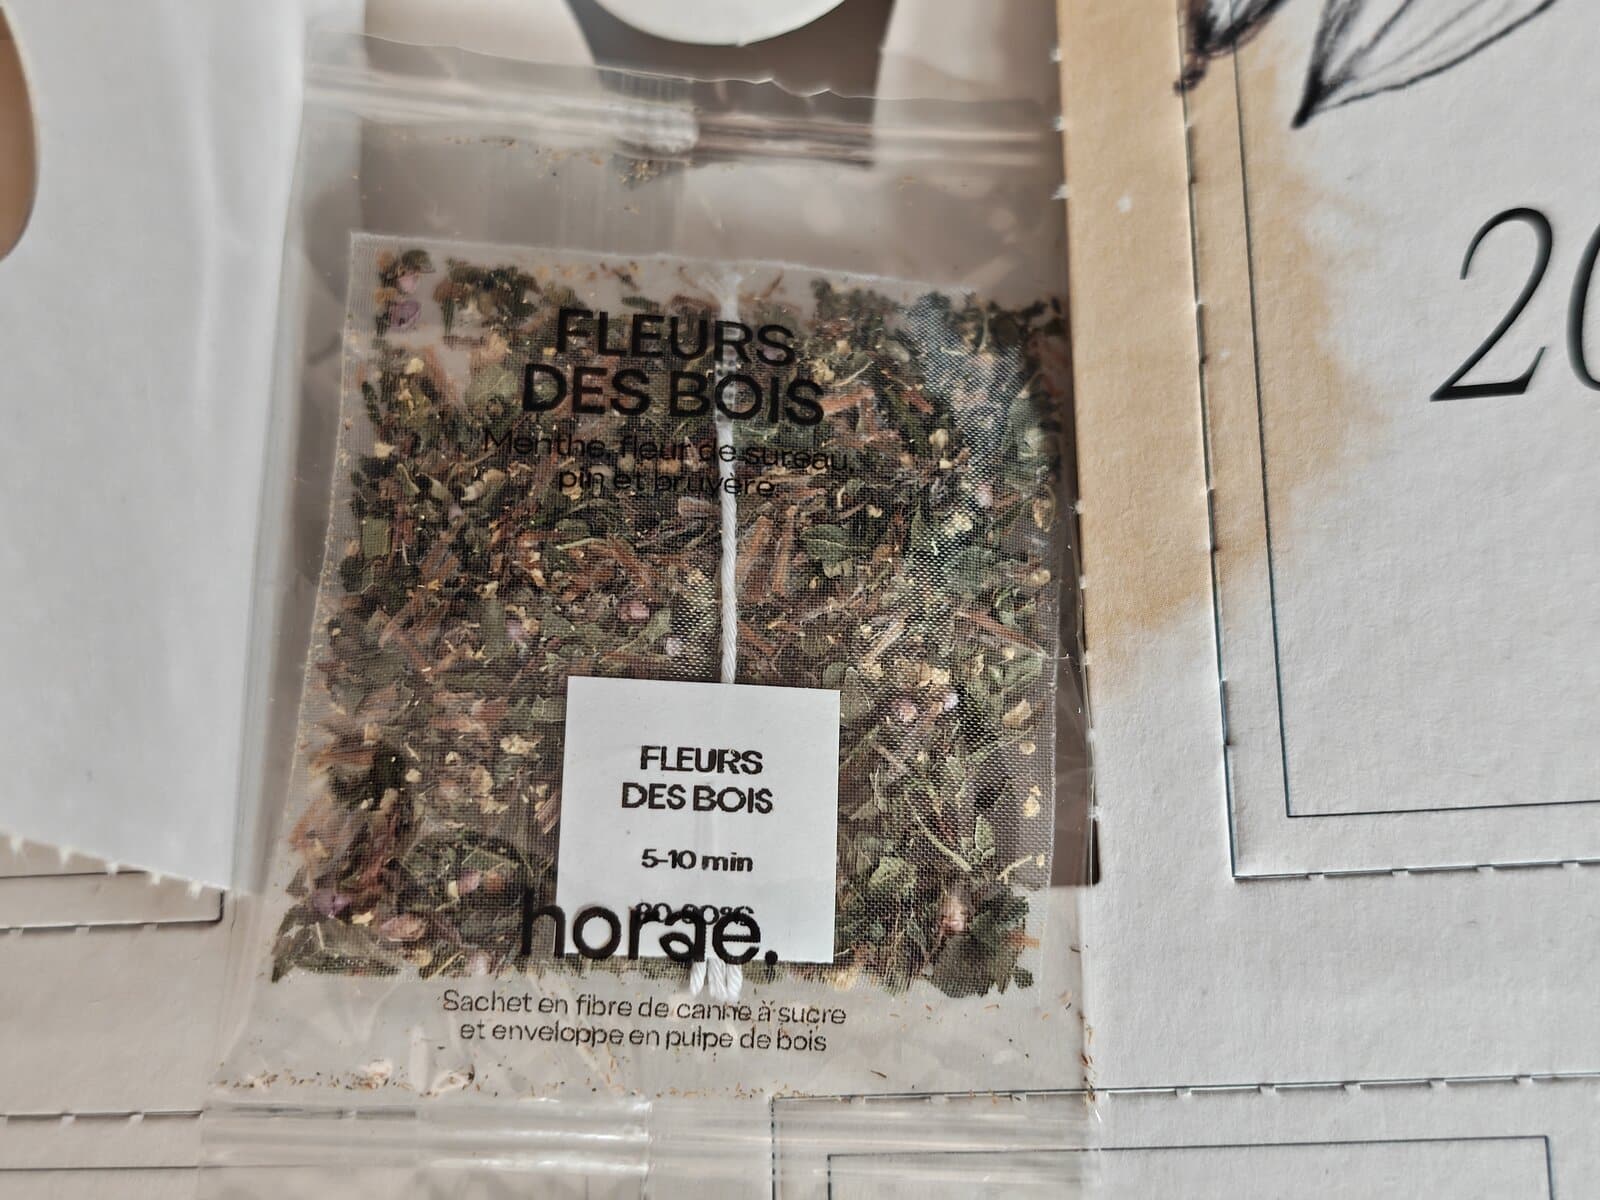 FLEURS
DES BOIS
Menthe, fleur de sureau,
pin et bruyère.
FLEURS
DES BOIS
5-10 min
horae.
Sachet en fibre de canne à sucre
et enveloppe en pulpe de bois